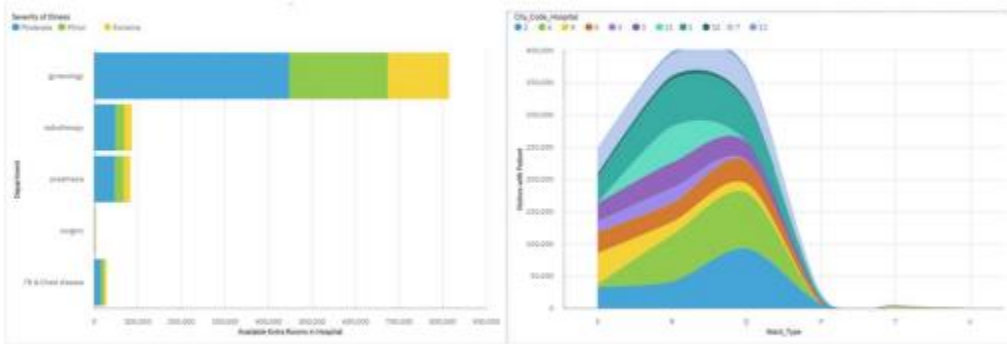 Severity of Illness
Moderate Minor Extreme
gynecology
radiotherapy
anesthesia
surgery
TB & Chest disease
Department
0 100,000 200,000 300,000 400,000 500,000 600,000 700,000 800,000 900,000
Available Extra Rooms in Hospital
City_Code_Hospital
400,000
350,000
300,000
250,000
200,000
150,000
100,000
50,000
0
Visitors with Patient
Ward_Type